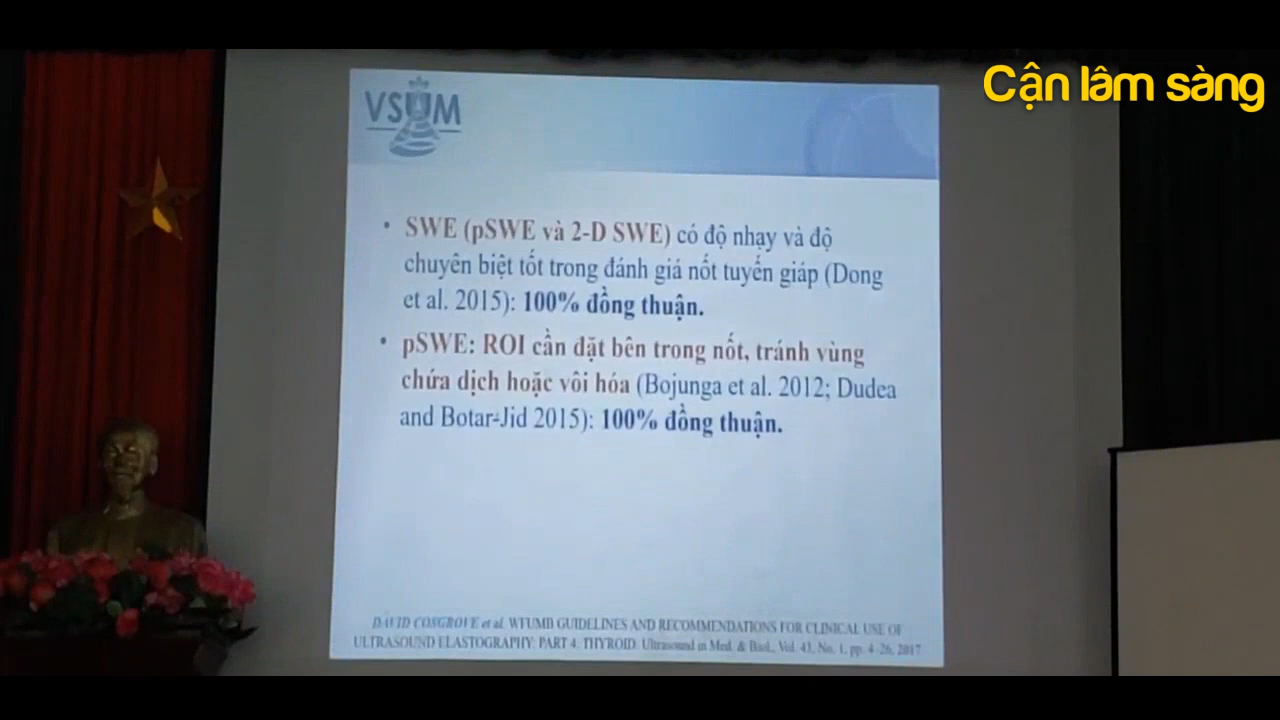 Cận lâm sàng
VSUM
• SWE (pSWE và 2-D SWE) có độ nhạy và độ
chuyên biệt tốt trong đánh giá nốt tuyến giáp (Dong
et al. 2015): 100% đồng thuận.
• pSWE: ROI cần đặt bên trong nốt, tránh vùng
chứa dịch hoặc vôi hóa (Bojunga et al. 2012; Dudea
and Botar-Jid 2015): 100% đồng thuận.
DAVID COSGROVE et al. WFUMB GUIDELINES AND RECOMMENDATIONS FOR CLINICAL USE OF
ULTRASOUND ELASTOGRAPHY: PART 4. THYROID. Ultrasound in Med. & Biol., Vol. 43, No. 1, pp. 4–26, 2017